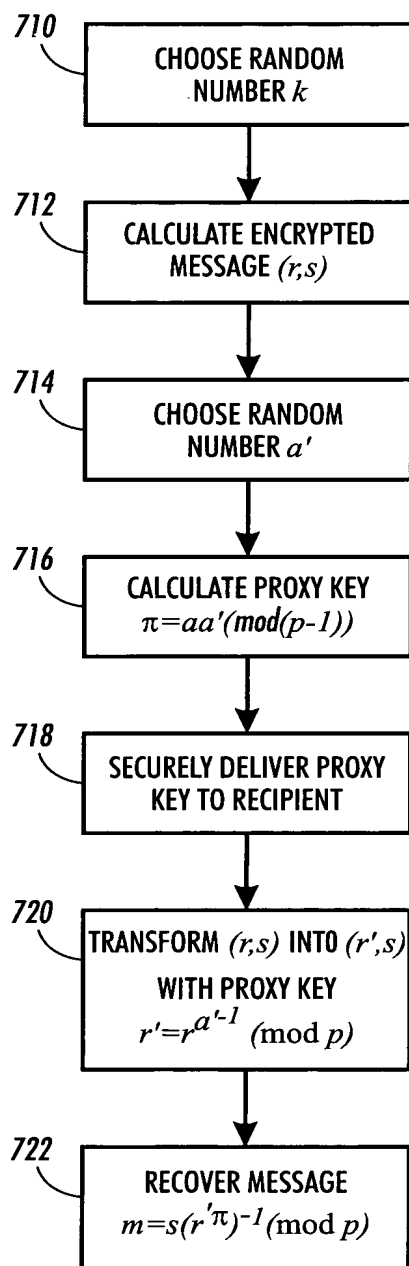 710
CHOOSE RANDOM
NUMBER k
712
CALCULATE ENCRYPTED
MESSAGE (r,s)
714
CHOOSE RANDOM
NUMBER a'
716
CALCULATE PROXY KEY
π=aa'(mod(p-1))
718
SECURELY DELIVER PROXY
KEY TO RECIPIENT
720
TRANSFORM (r,s) INTO (r',s)
WITH PROXY KEY
r'=r^{a'-1} (mod p)
722
RECOVER MESSAGE
m=s(r'^π)^{-1}(mod p)